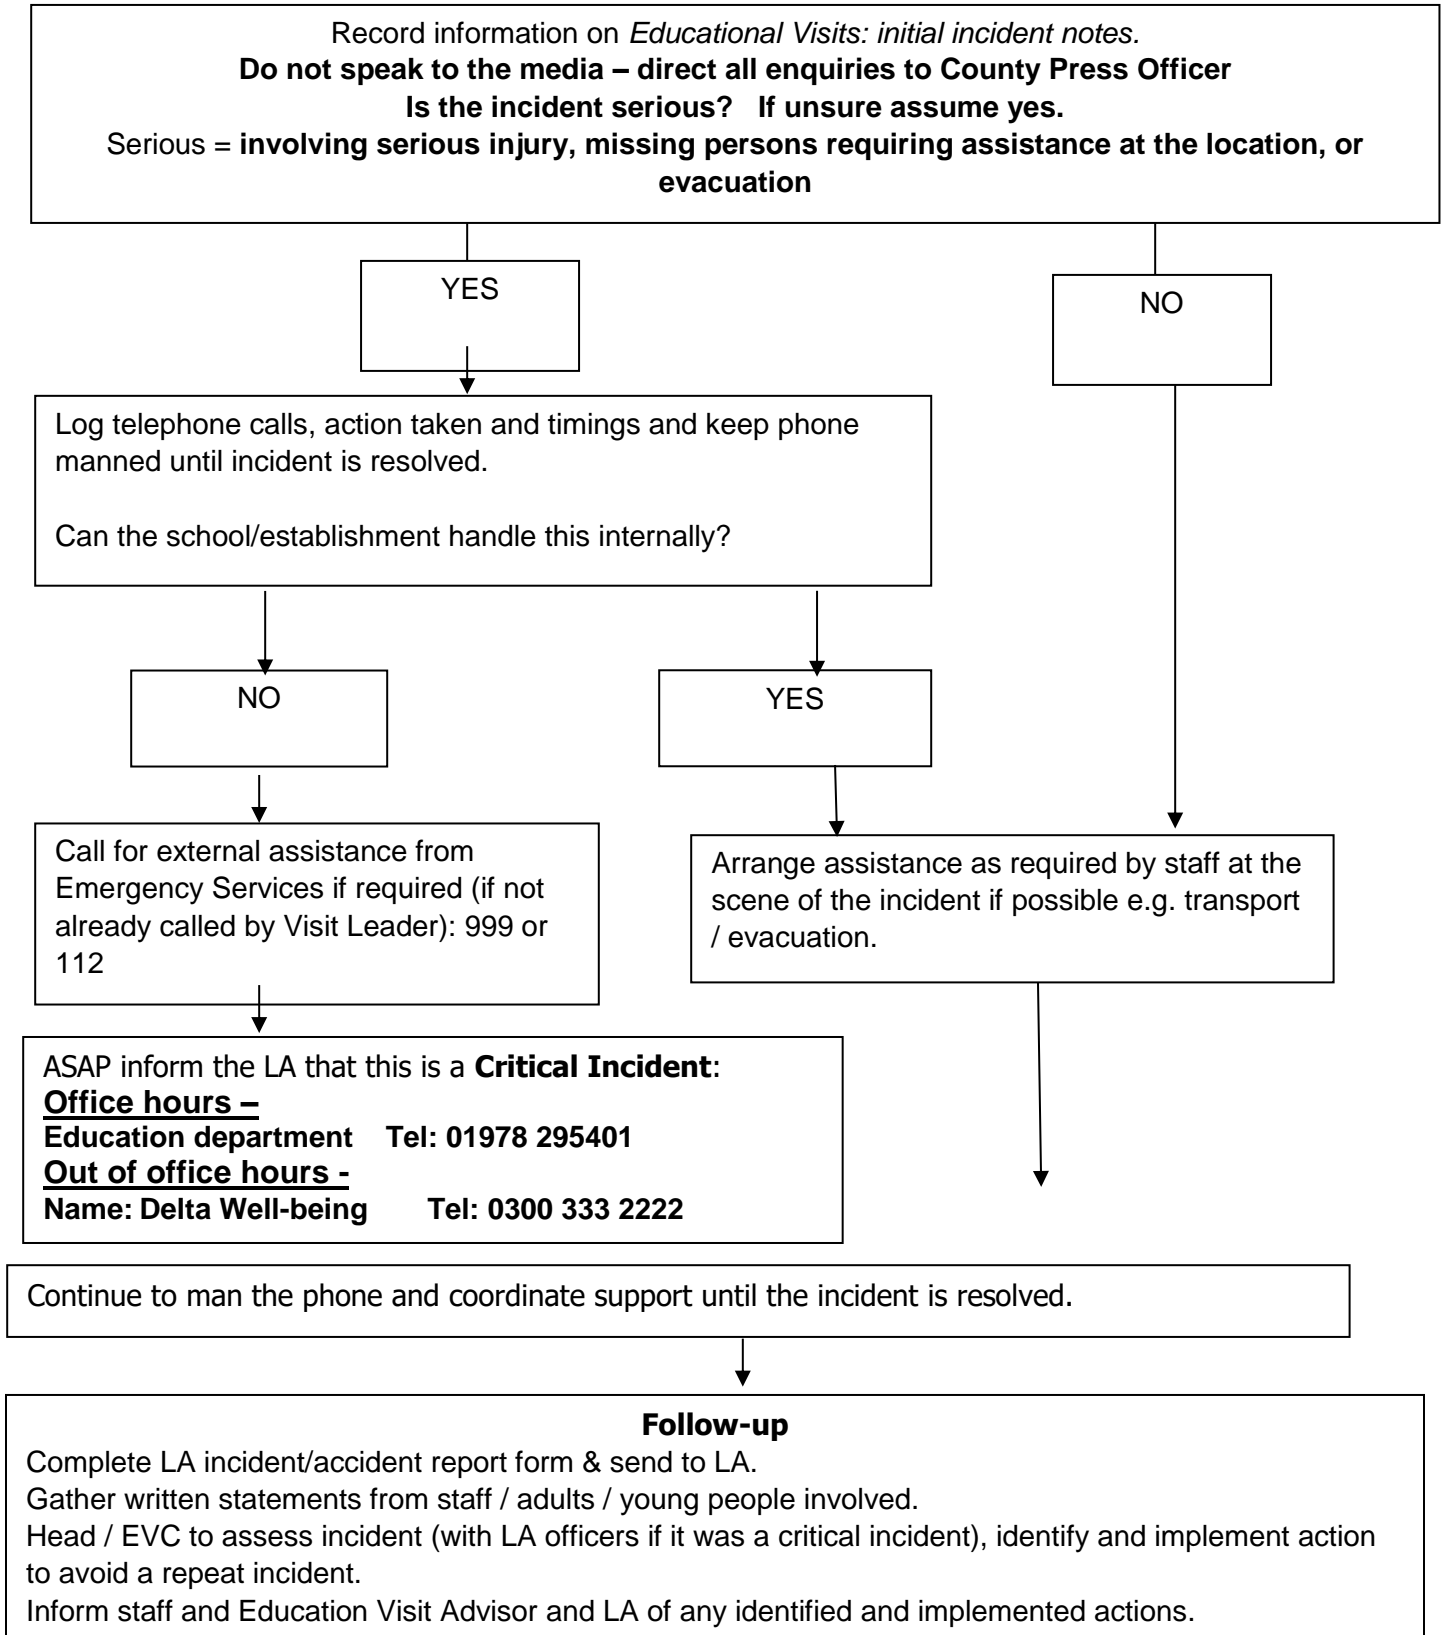 Record information on Educational Visits: initial incident notes.
Do not speak to the media – direct all enquiries to County Press Officer
Is the incident serious? If unsure assume yes.
Serious = involving serious injury, missing persons requiring assistance at the location, or
evacuation
YES
NO
Log telephone calls, action taken and timings and keep phone
manned until incident is resolved.
Can the school/establishment handle this internally?
NO
YES
Call for external assistance from
Emergency Services if required (if not
already called by Visit Leader): 999 or
112
Arrange assistance as required by staff at the
scene of the incident if possible e.g. transport
/ evacuation.
ASAP inform the LA that this is a Critical Incident:
Office hours –
Education department Tel: 01978 295401
Out of office hours -
Name: Delta Well-being Tel: 0300 333 2222
Continue to man the phone and coordinate support until the incident is resolved.
Follow-up
Complete LA incident/accident report form & send to LA.
Gather written statements from staff / adults / young people involved.
Head / EVC to assess incident (with LA officers if it was a critical incident), identify and implement action
to avoid a repeat incident.
Inform staff and Education Visit Advisor and LA of any identified and implemented actions.